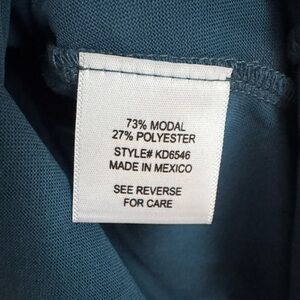 73% MODAL
27% POLYESTER
STYLE# KD6546
MADE IN MEXICO
SEE REVERSE
FOR CARE